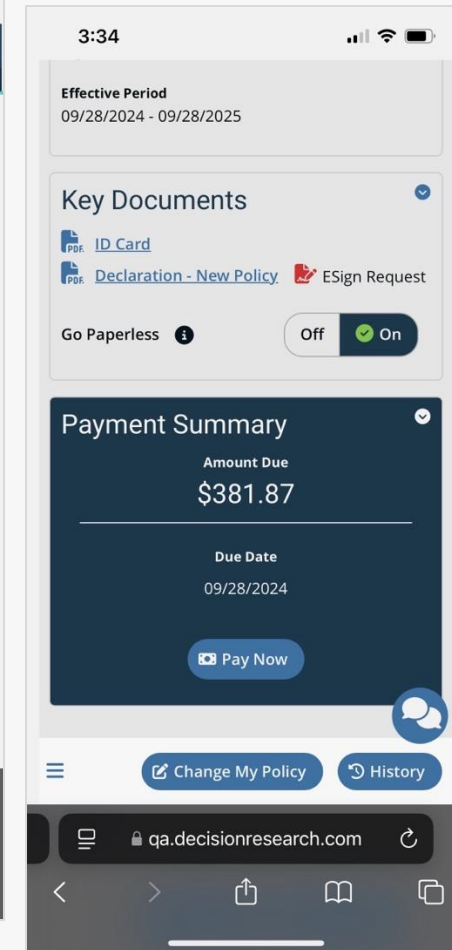 3:34
Effective Period
09/28/2024 - 09/28/2025
Key Documents
PDF. ID Card
PDF. Declaration - New Policy ESign Request
Go Paperless Off On
Payment Summary
Amount Due
$381.87
Due Date
09/28/2024
Pay Now
Change My Policy History
qa.decisionresearch.com